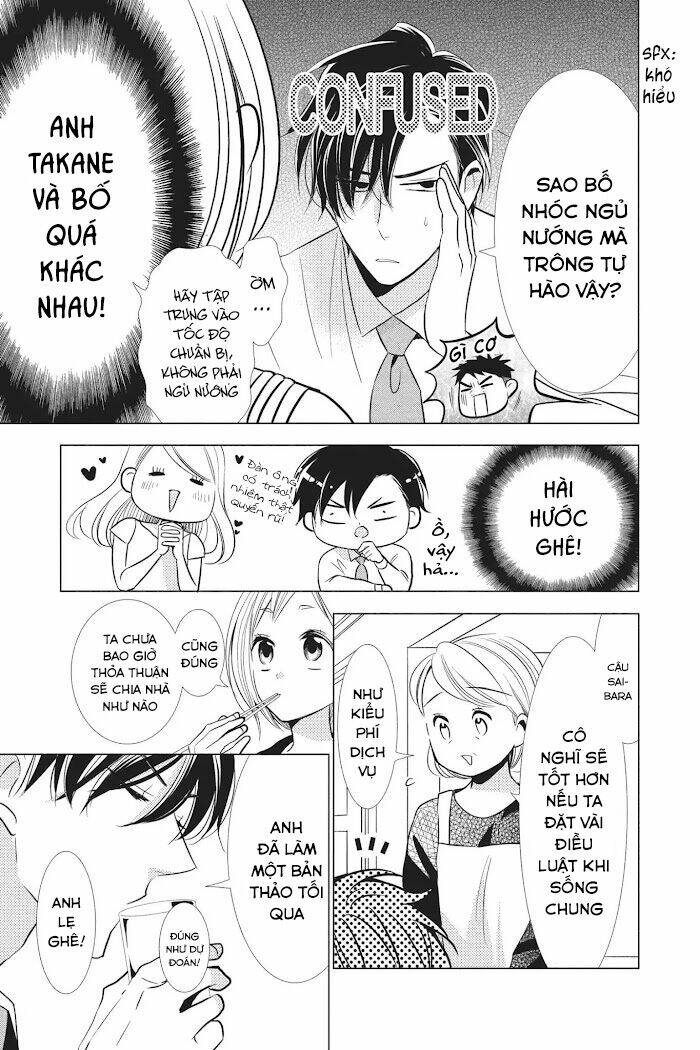 SFX:
KHÓ
HIỂU
CONFUSED
SAO BỐ
NHÓC NGỦ
NƯỚNG MÀ
TRÔNG TỰ
HÀO VẬY?
GÌ CƠ
ỜM
...
HÃY TẬP
TRUNG VÀO
TỐC ĐỘ
CHUẨN BỊ,
KHÔNG PHẢI
NGỦ NƯỚNG
ANH
TAKANE
VÀ BỐ
QUÁ
KHÁC
NHAU!
HÀI
HƯỚC
GHÊ!
Ồ,
VẬY
HẢ...
Đàn ông
có trách
nhiệm thật
quyến rũ!
CẬU
SAI-
BARA
CÔ
NGHĨ SẼ
TỐT HƠN
NẾU TA
ĐẶT VÀI
ĐIỀU
LUẬT KHI
SỐNG
CHUNG
NHƯ
KIỂU
PHÍ
DỊCH
VỤ
CŨNG
ĐÚNG
TA CHƯA
BAO GIỜ
THỎA THUẬN
SẼ CHIA NHÀ
NHƯ NÀO
ANH
ĐÃ LÀM
MỘT BẢN
THẢO TỐI
QUA
ĐÚNG
NHƯ DỰ
ĐOÁN!
ANH
LẸ
GHÊ!